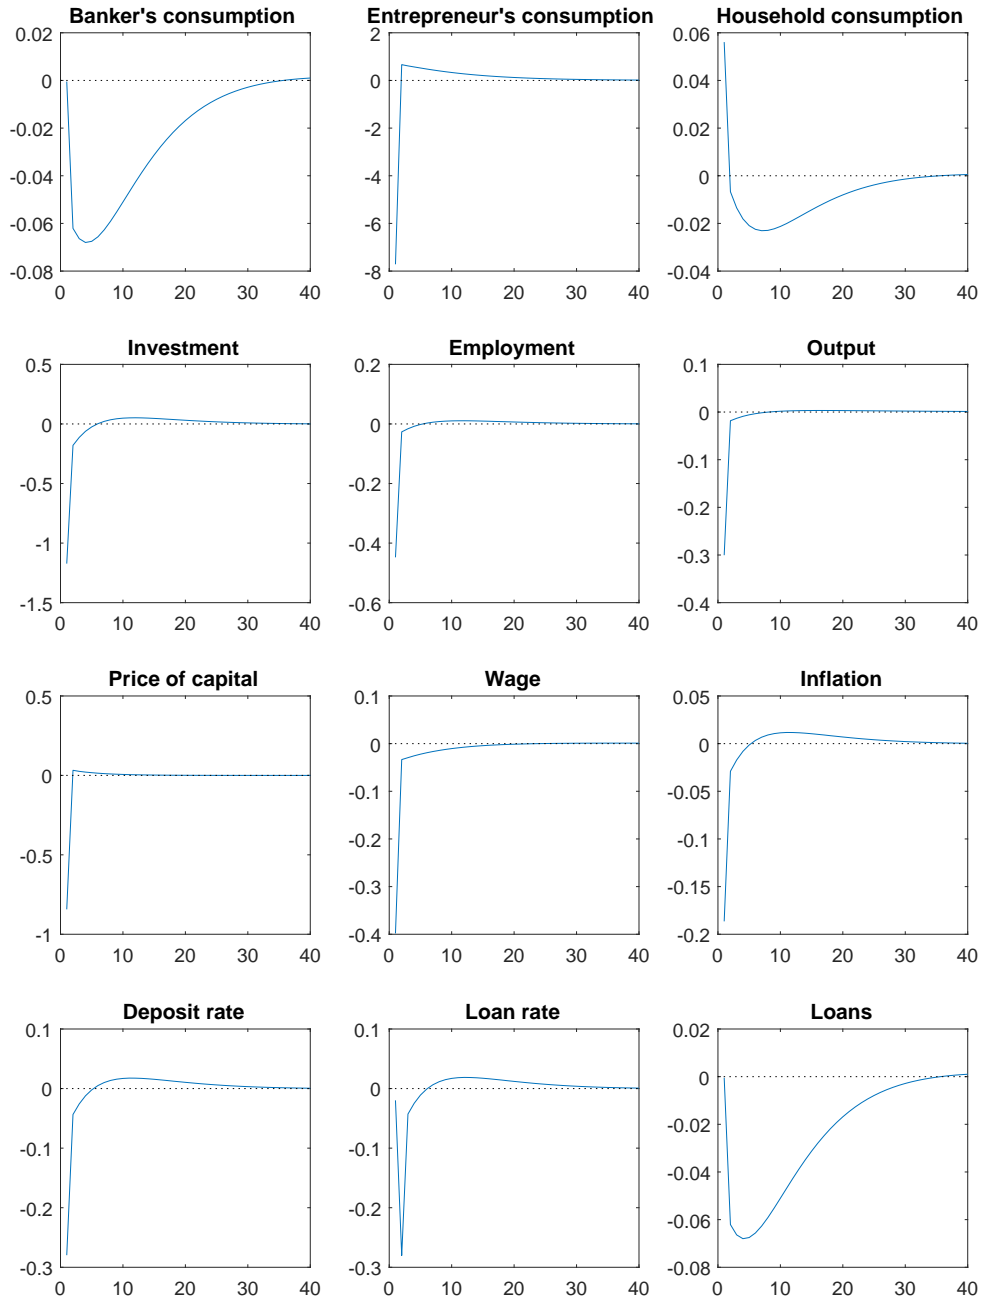 Banker's consumption
0.02
0
-0.02
-0.04
-0.06
-0.08
0 10 20 30 40
Entrepreneur's consumption
2
0
-2
-4
-6
-8
0 10 20 30 40
Household consumption
0.06
0.04
0.02
0
-0.02
-0.04
0 10 20 30 40
Investment
0.5
0
-0.5
-1
-1.5
0 10 20 30 40
Employment
0.2
0
-0.2
-0.4
-0.6
0 10 20 30 40
Output
0.1
0
-0.1
-0.2
-0.3
-0.4
0 10 20 30 40
Price of capital
0.5
0
-0.5
-1
0 10 20 30 40
Wage
0.1
0
-0.1
-0.2
-0.3
-0.4
0 10 20 30 40
Inflation
0.05
0
-0.05
-0.1
-0.15
-0.2
0 10 20 30 40
Deposit rate
0.1
0
-0.1
-0.2
-0.3
0 10 20 30 40
Loan rate
0.1
0
-0.1
-0.2
-0.3
0 10 20 30 40
Loans
0.02
0
-0.02
-0.04
-0.06
-0.08
0 10 20 30 40